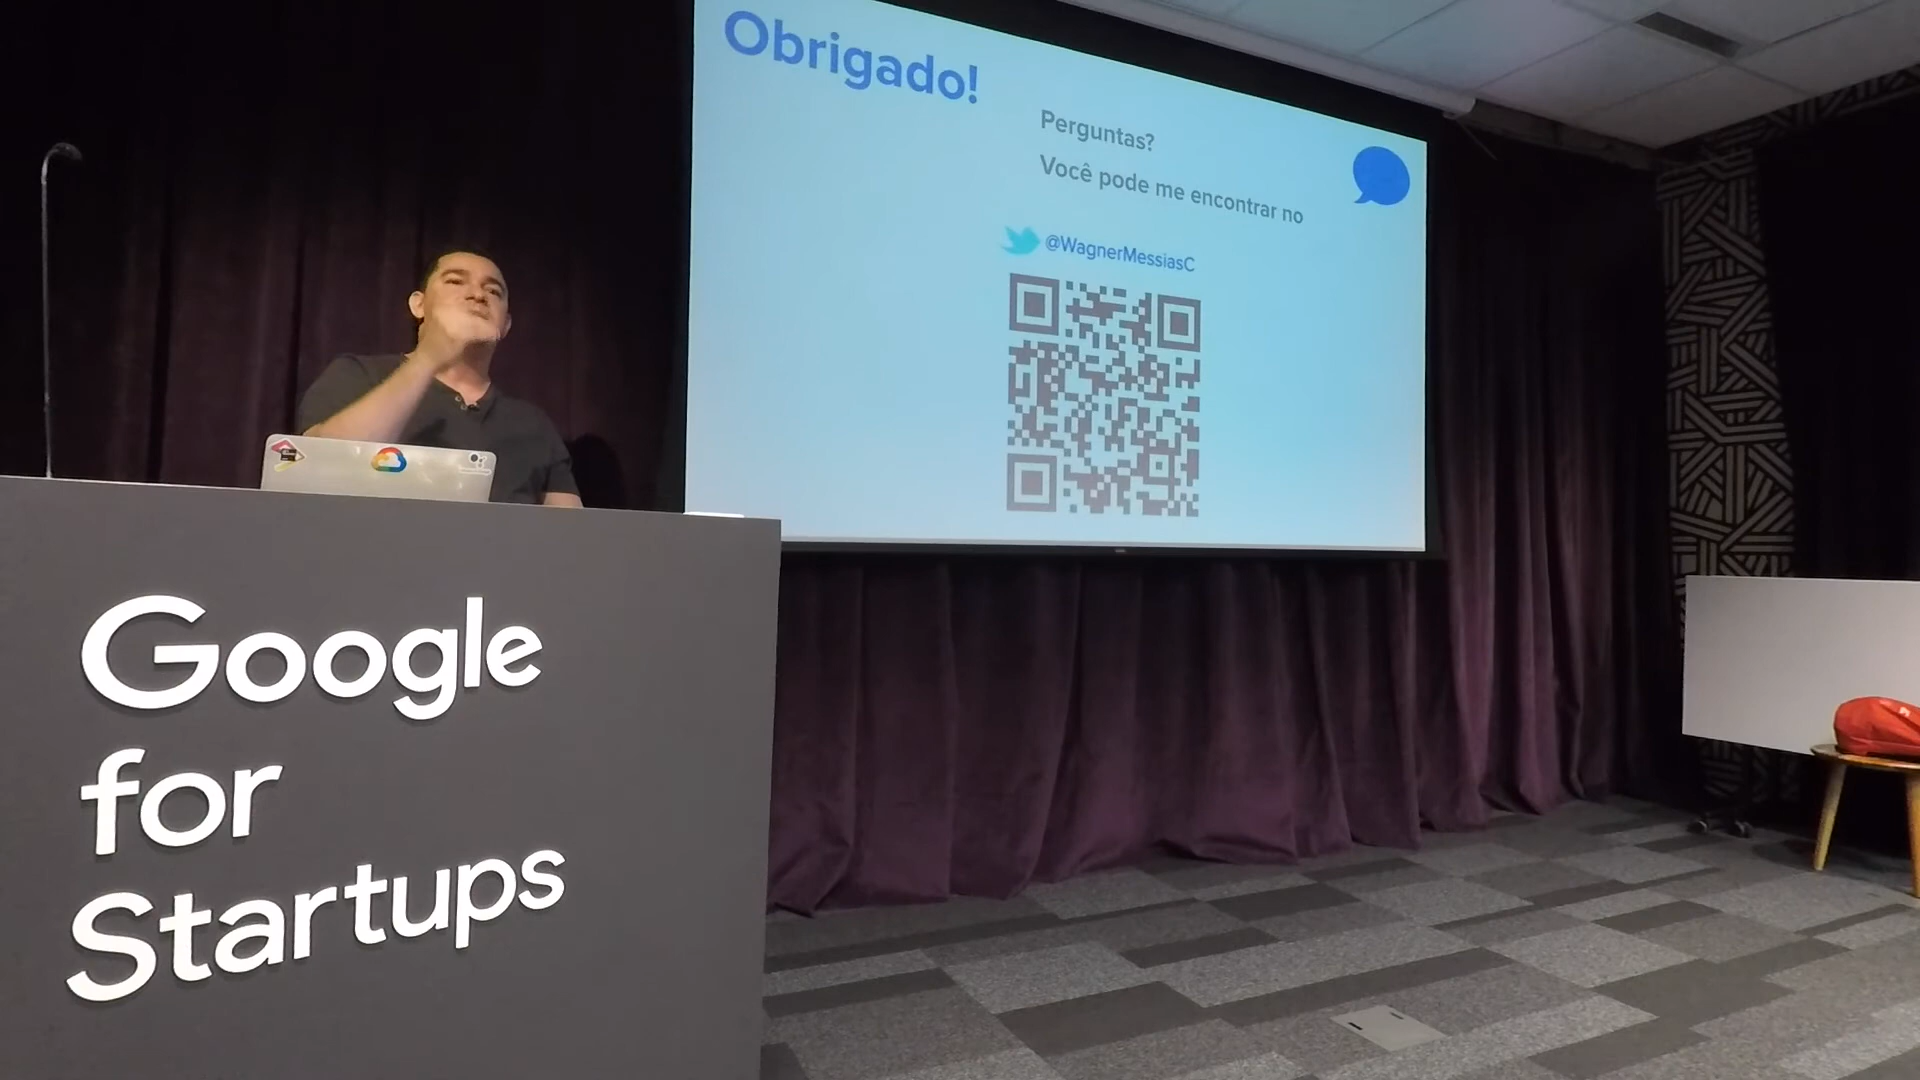 Obrigado!
Perguntas?
Você pode me encontrar no
@WagnerMessiasC
Google
for
Startups